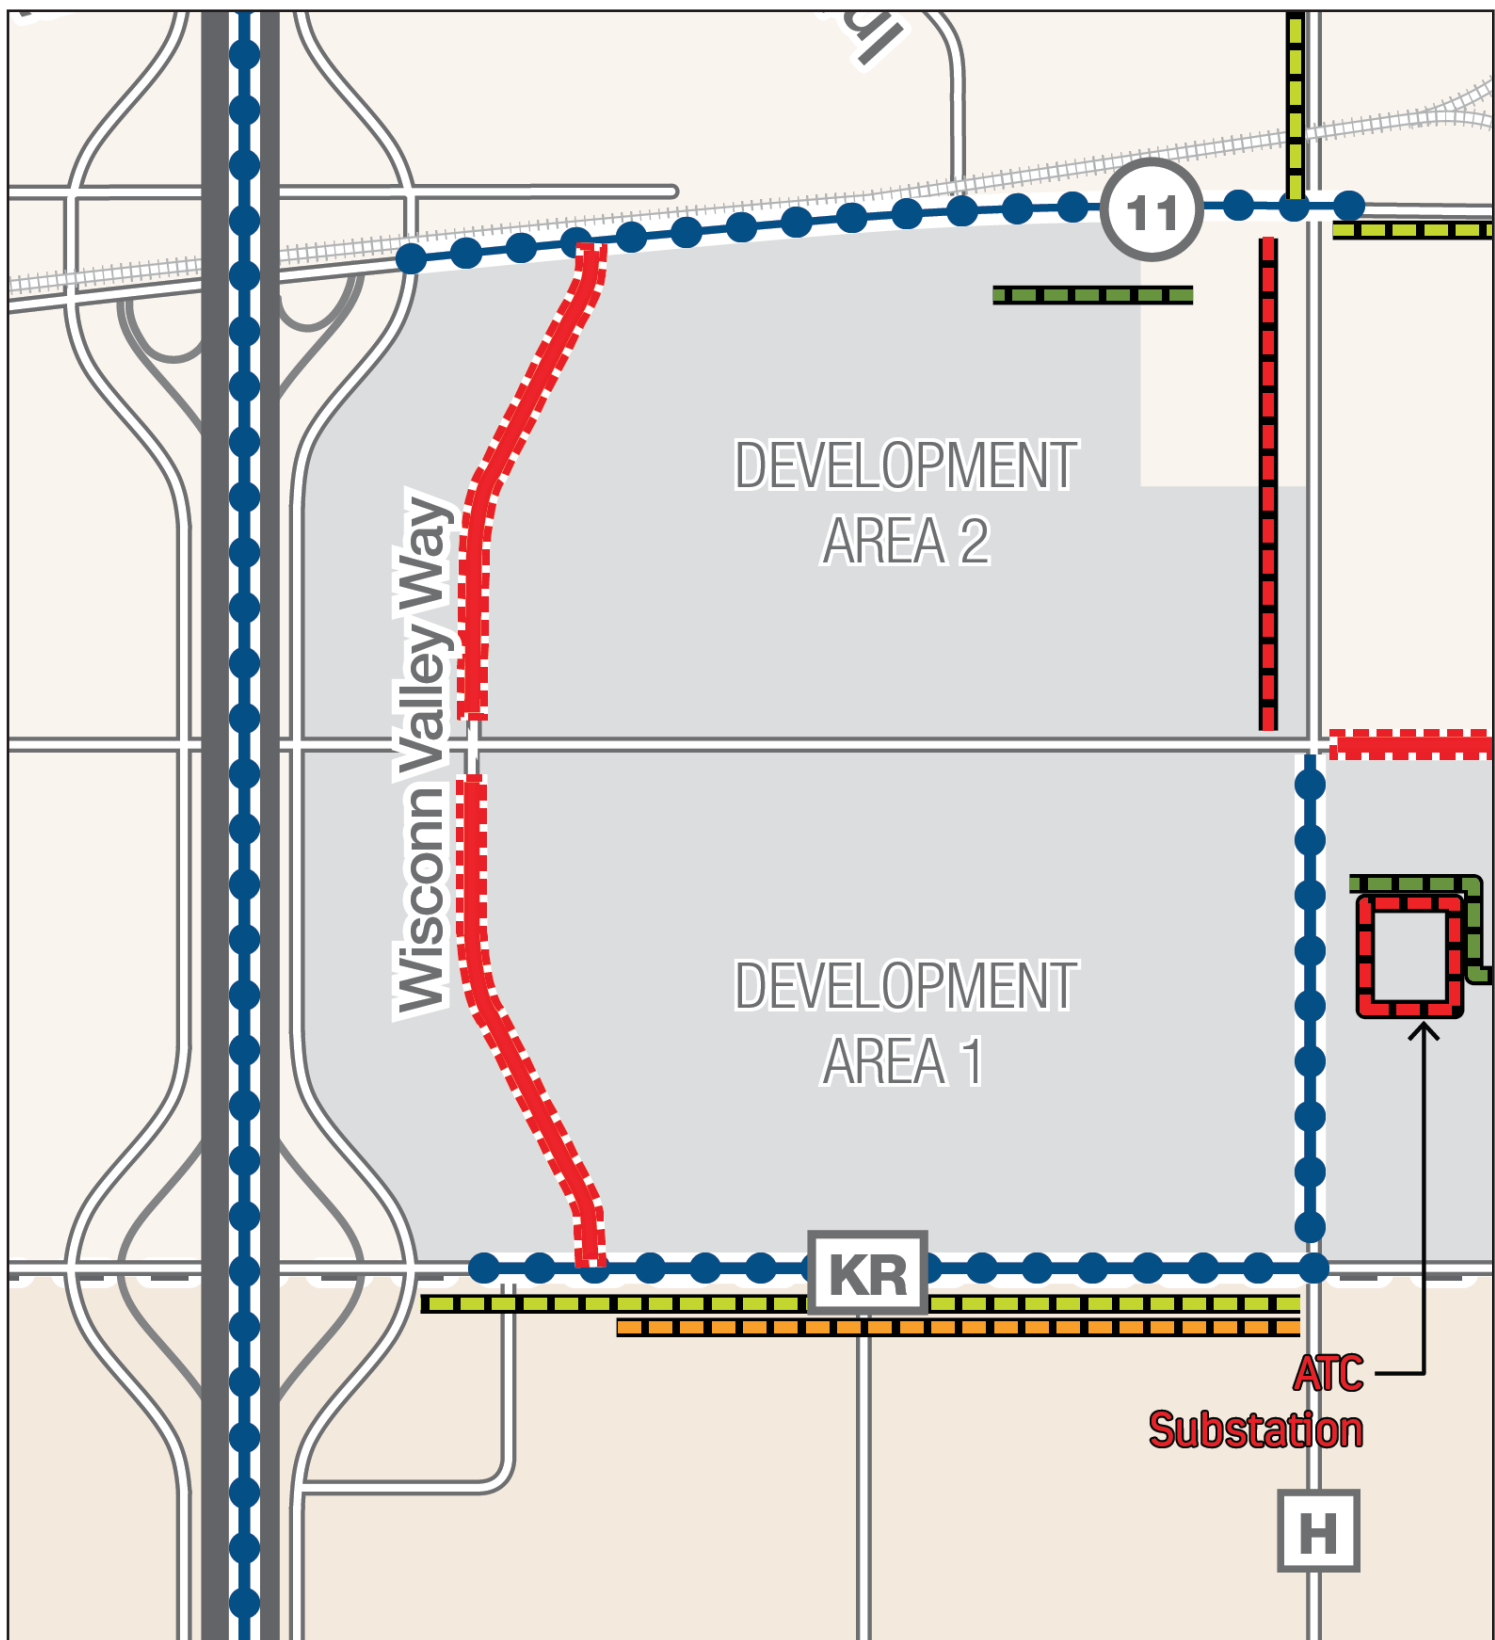 11
DEVELOPMENT
AREA 2
Wisconn Valley Way
DEVELOPMENT
AREA 1
KR
ATC
Substation
H